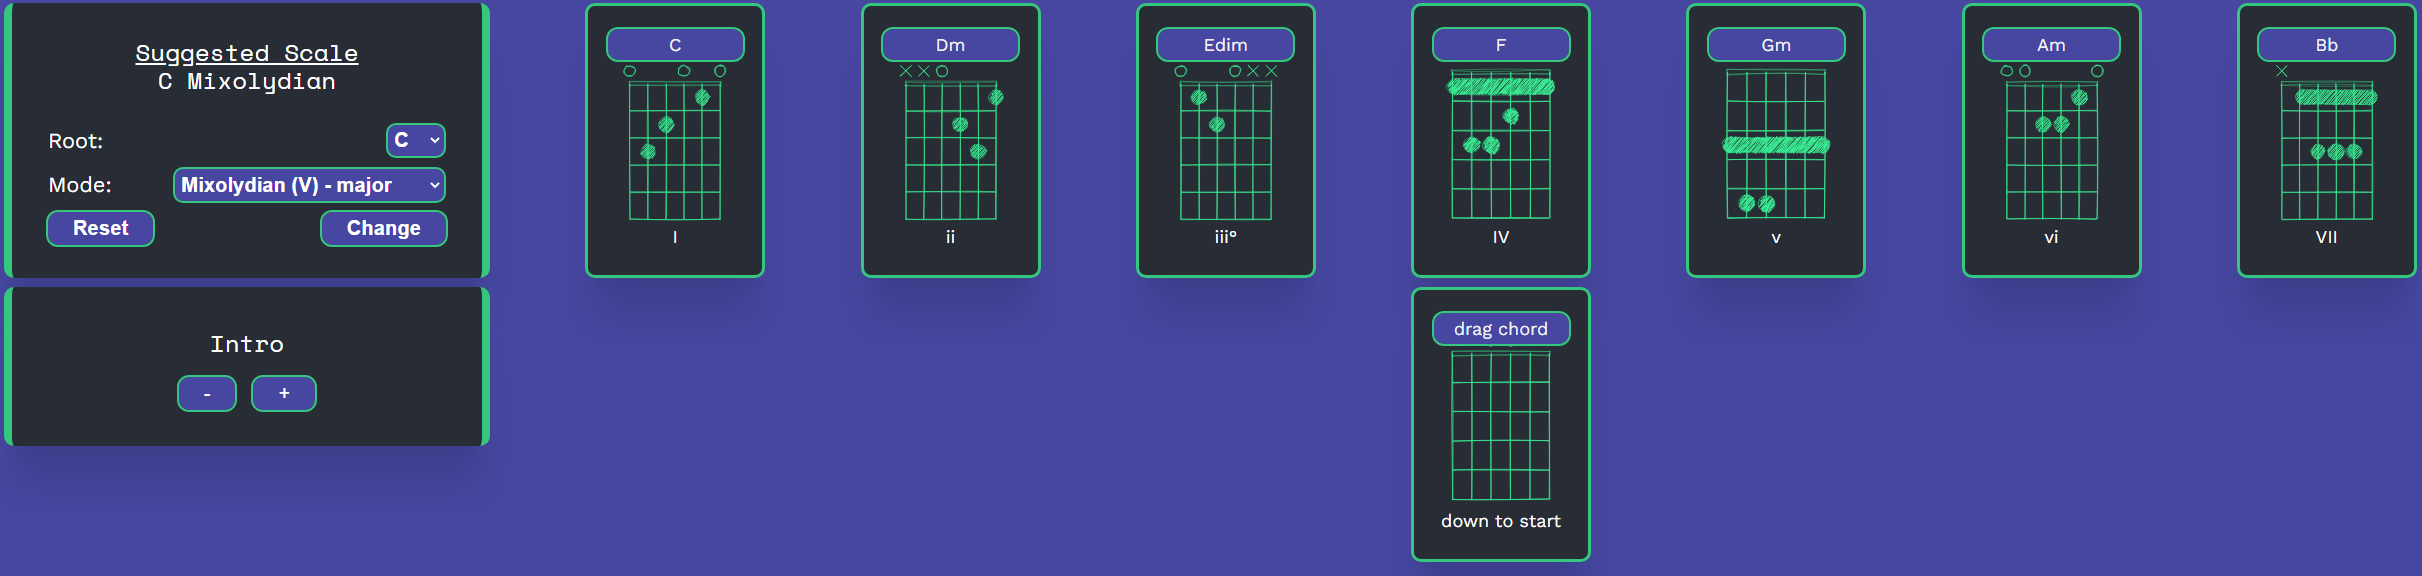 Suggested Scale
C Mixolydian
Root:
C
Mode:
Mixolydian (V) - major
Reset
Change
C
I
Dm
ii
Edim
iii°
F
IV
Gm
v
Am
vi
Bb
VII
Intro
-
+
drag chord
down to start